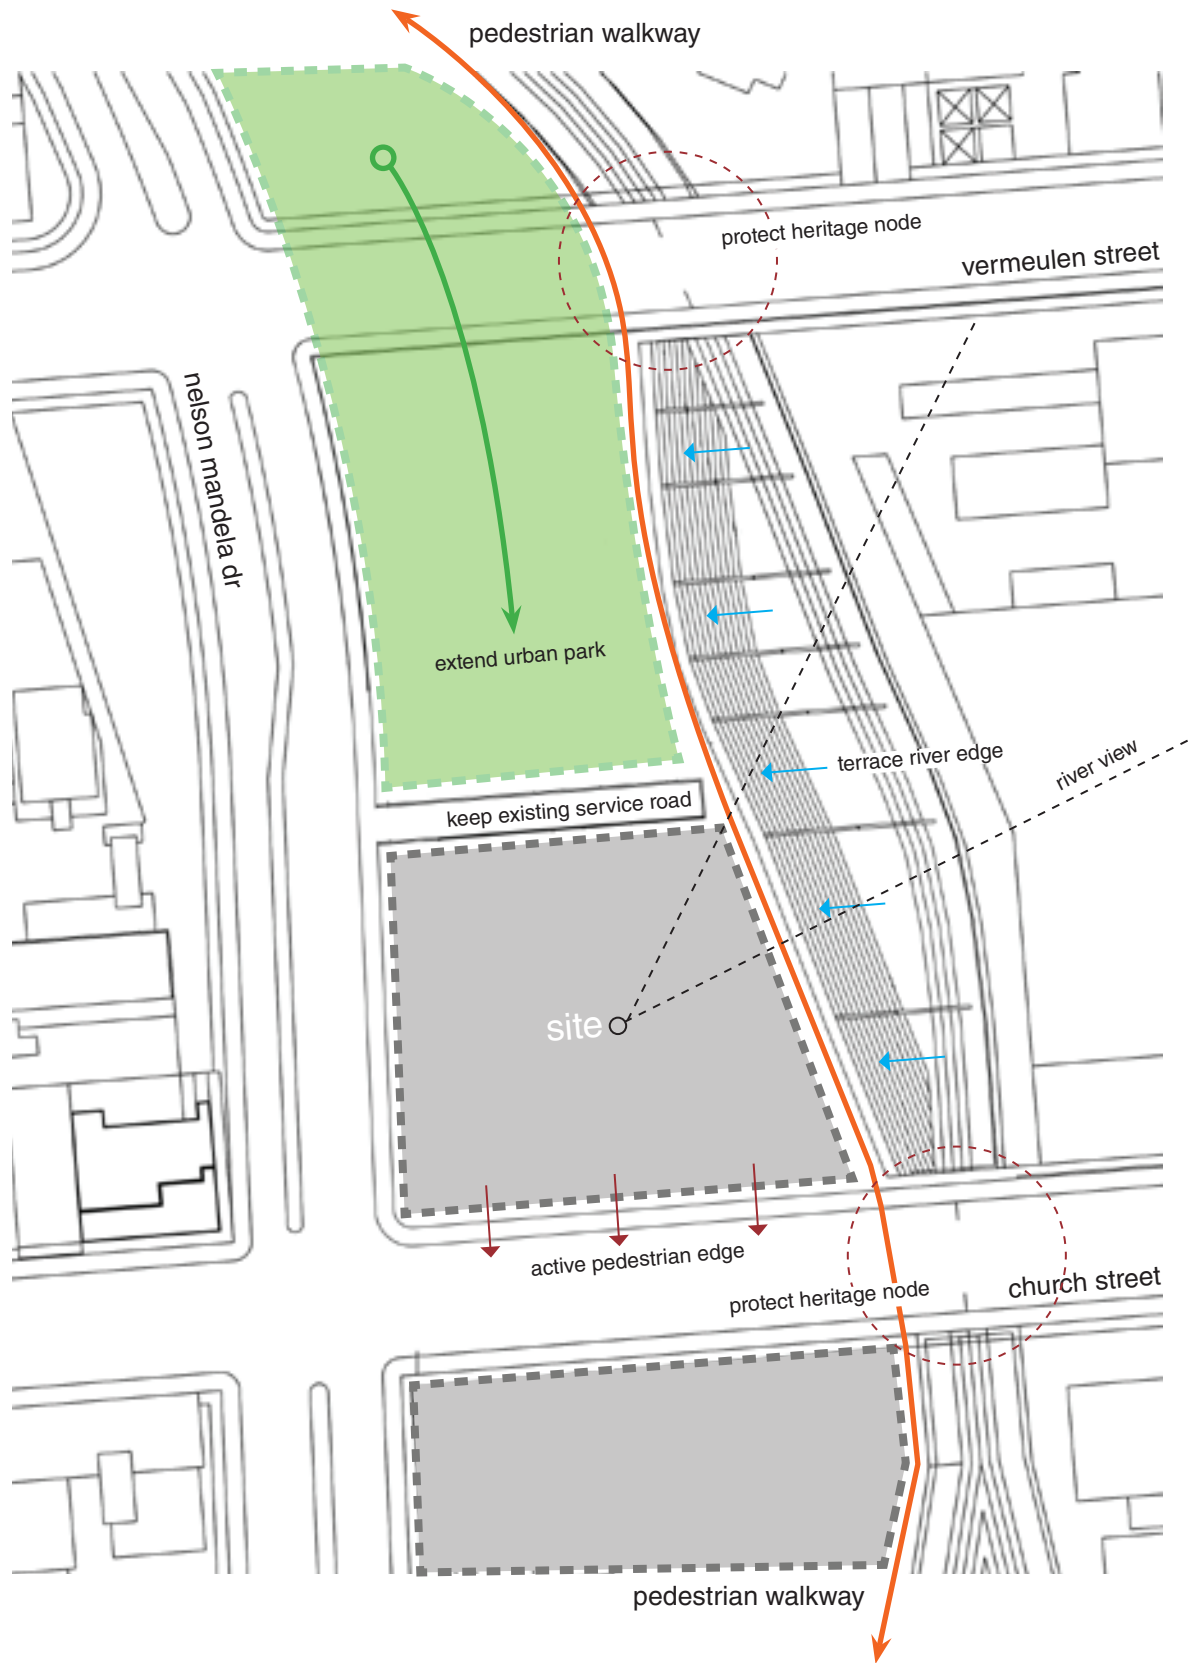 pedestrian walkway
protect heritage node
vermeulen street
nelson mandela dr
extend urban park
terrace river edge
river view
keep existing service road
site
active pedestrian edge
church street
protect heritage node
pedestrian walkway